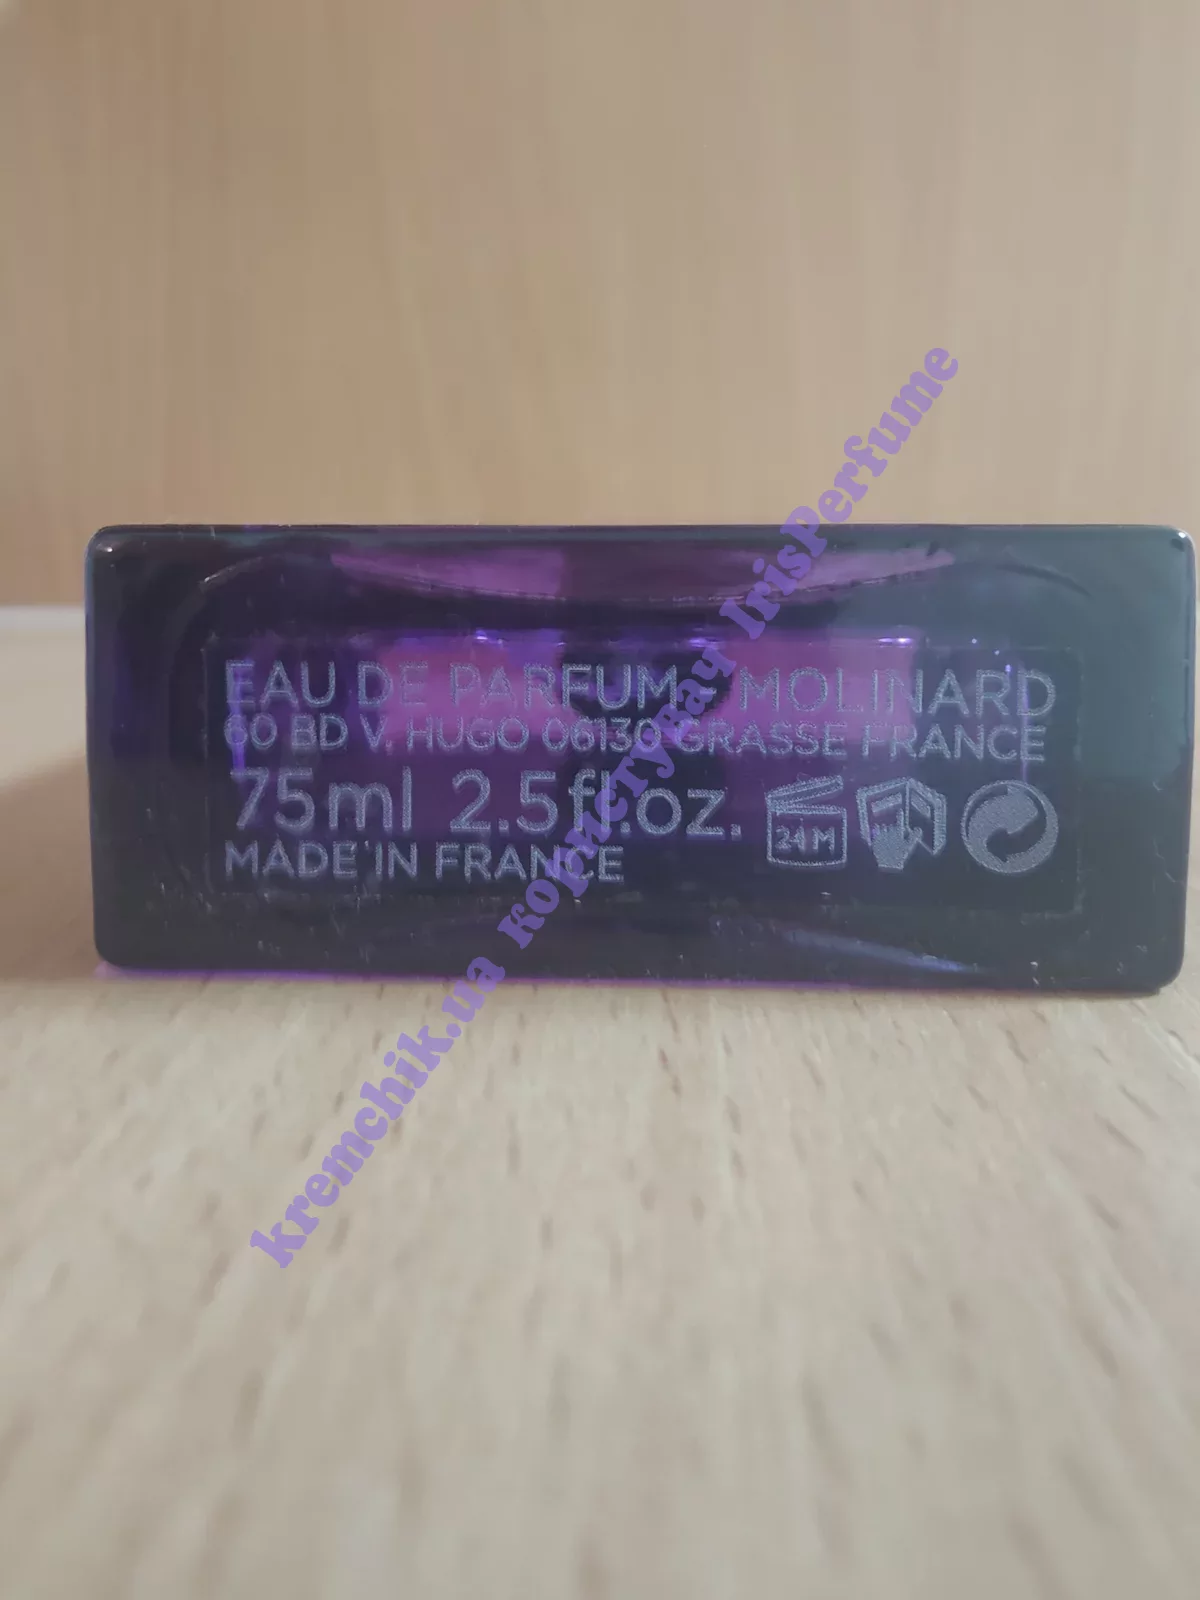 EAU DE PARFUM MOLINARD
60 BD V. HUGO 06130 GRASSE FRANCE
75ml 2.5fl.oz.
24M
MADE IN FRANCE
kremchik.ua користувач IrisPerfume